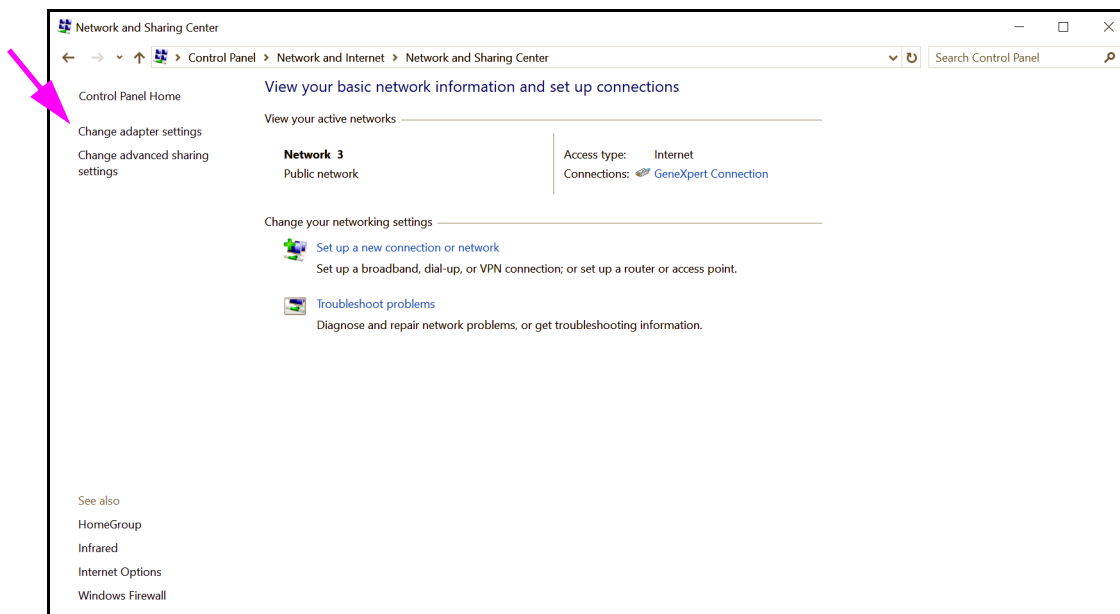 Network and Sharing Center
Control Panel > Network and Internet > Network and Sharing Center
Search Control Panel
Control Panel Home
Change adapter settings
Change advanced sharing
settings
View your basic network information and set up connections
View your active networks
Network 3
Public network
Access type: Internet
Connections: GeneXpert Connection
Change your networking settings
Set up a new connection or network
Set up a broadband, dial-up, or VPN connection; or set up a router or access point.
Troubleshoot problems
Diagnose and repair network problems, or get troubleshooting information.
See also
HomeGroup
Infrared
Internet Options
Windows Firewall